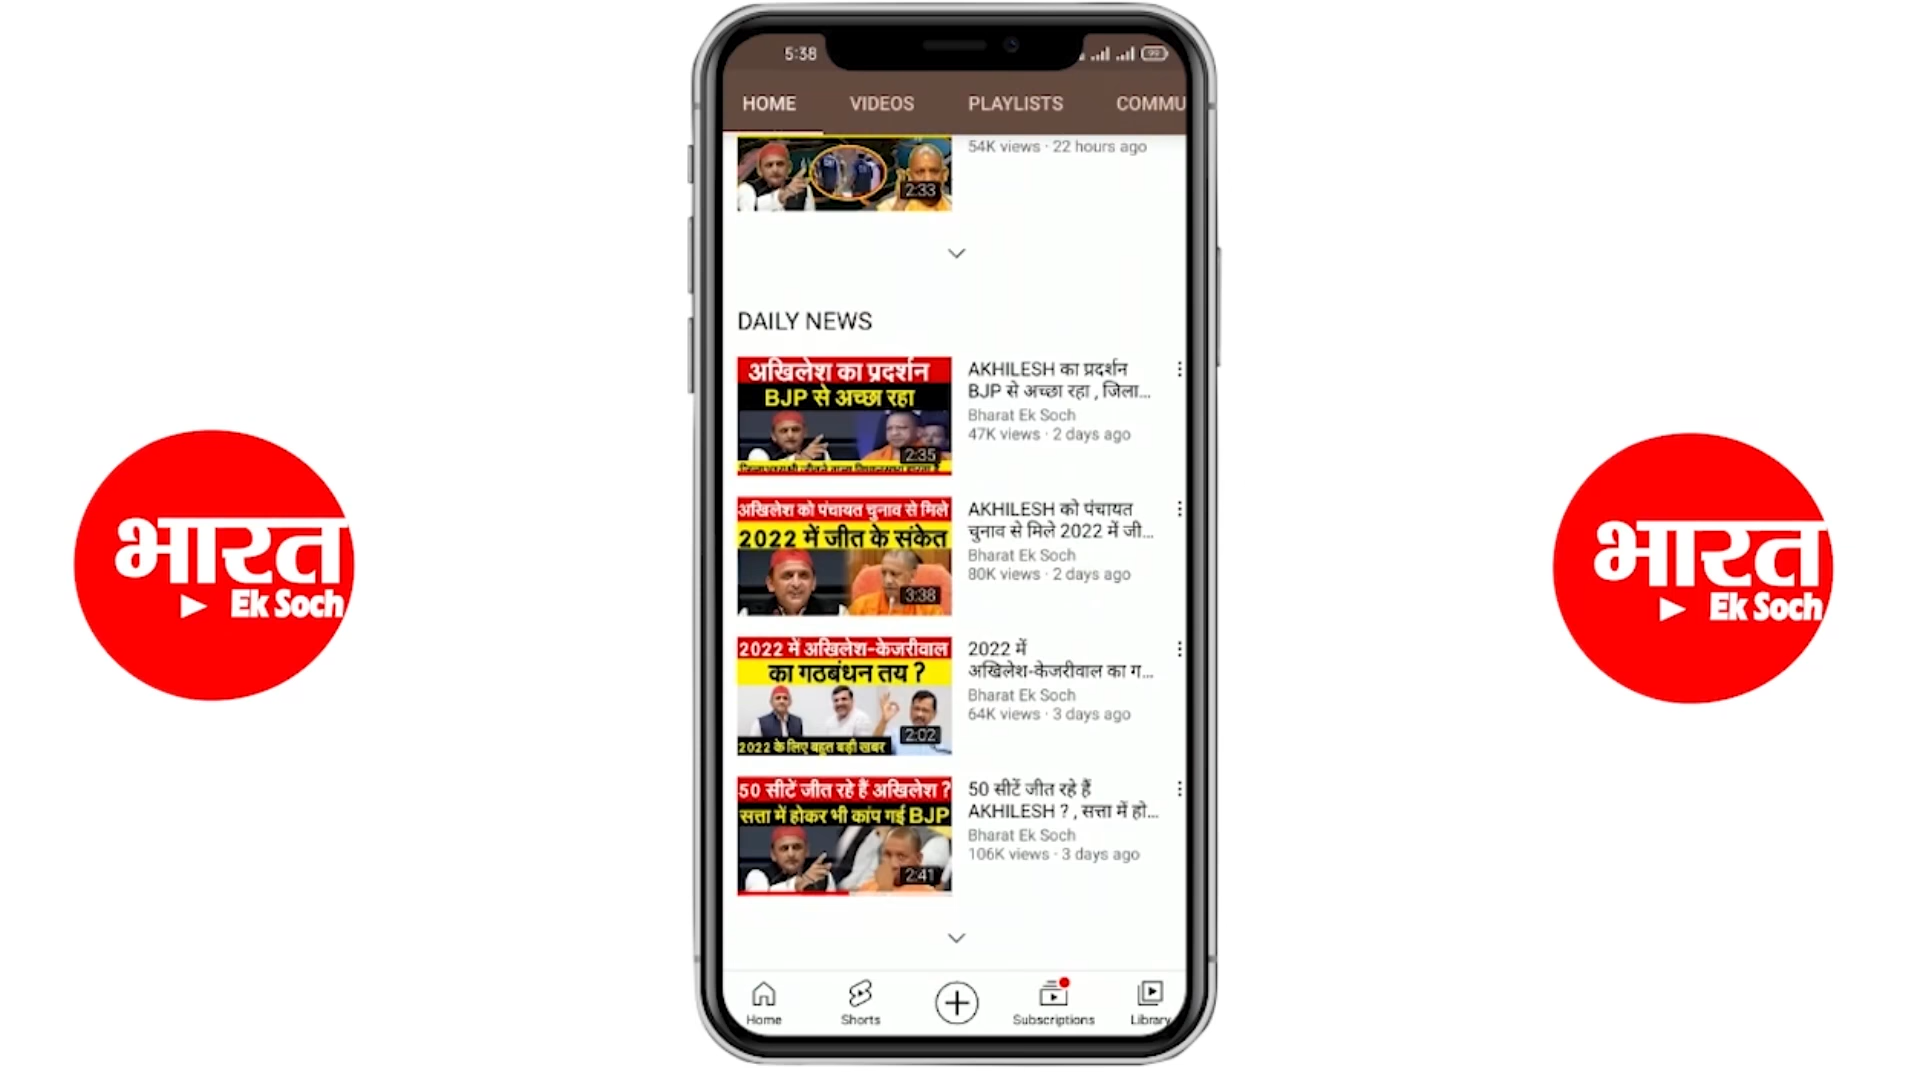 5:38
99
HOME
VIDEOS
PLAYLISTS
COMMU
54K views · 22 hours ago
2:33
DAILY NEWS
अखिलेश का प्रदर्शन
BJP से अच्छा रहा
2:35
AKHILESH का प्रदर्शन
BJP से अच्छा रहा , जिला...
Bharat Ek Soch
47K views · 2 days ago
अखिलेश को पंचायत चुनाव से मिले
2022 में जीत के संकेत
3:38
AKHILESH को पंचायत
चुनाव से मिले 2022 में जी...
Bharat Ek Soch
80K views · 2 days ago
2022 में अखिलेश-केजरीवाल
का गठबंधन तय ?
2:02
2022 के लिए बहुत बड़ी खबर
2022 में
अखिलेश-केजरीवाल का ग...
Bharat Ek Soch
64K views · 3 days ago
50 सीटें जीत रहे हैं अखिलेश ?
सत्ता में होकर भी कांप गई BJP
2:41
50 सीटें जीत रहे हैं
AKHILESH ? , सत्ता में हो...
Bharat Ek Soch
106K views · 3 days ago
Home
Shorts
Subscriptions
Library
भारत
Ek Soch
भारत
Ek Soch